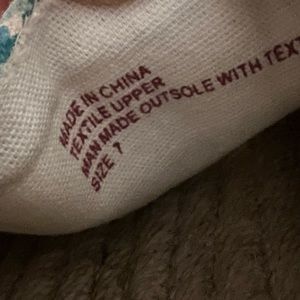 MADE IN CHINA
TEXTILE UPPER
MAN MADE OUTSOLE WITH TEXT
SIZE 7